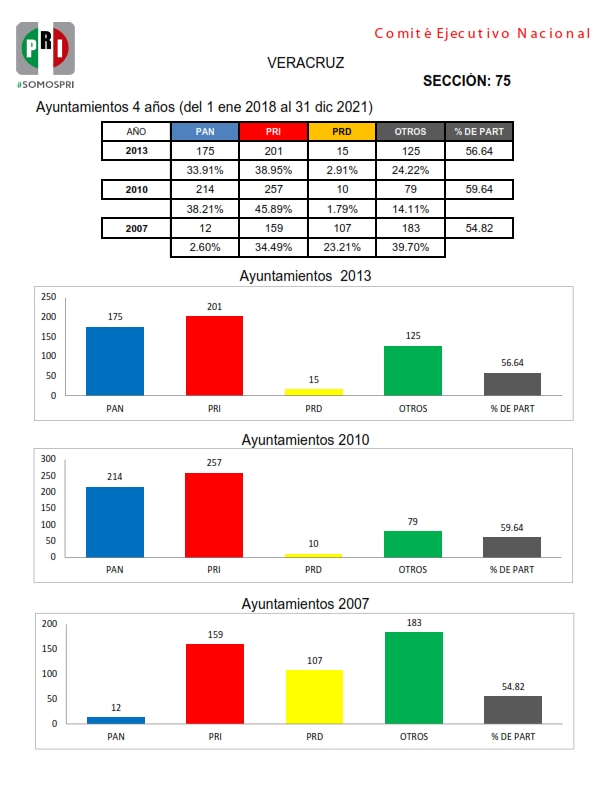 Comité Ejecutivo Nacional
PRI
#SOMOSPRI
VERACRUZ
SECCIÓN: 75
Ayuntamientos 4 años (del 1 ene 2018 al 31 dic 2021)
AÑO PAN PRI PRD OTROS % DE PART
2013 175 201 15 125 56.64
33.91% 38.95% 2.91% 24.22%
2010 214 257 10 79 59.64
38.21% 45.89% 1.79% 14.11%
2007 12 159 107 183 54.82
2.60% 34.49% 23.21% 39.70%
Ayuntamientos 2013
250
200
150
100
50
0
175
201
15
125
56.64
PAN PRI PRD OTROS % DE PART
Ayuntamientos 2010
300
250
200
150
100
50
0
214
257
10
79
59.64
PAN PRI PRD OTROS % DE PART
Ayuntamientos 2007
200
150
100
50
0
12
159
107
183
54.82
PAN PRI PRD OTROS % DE PART